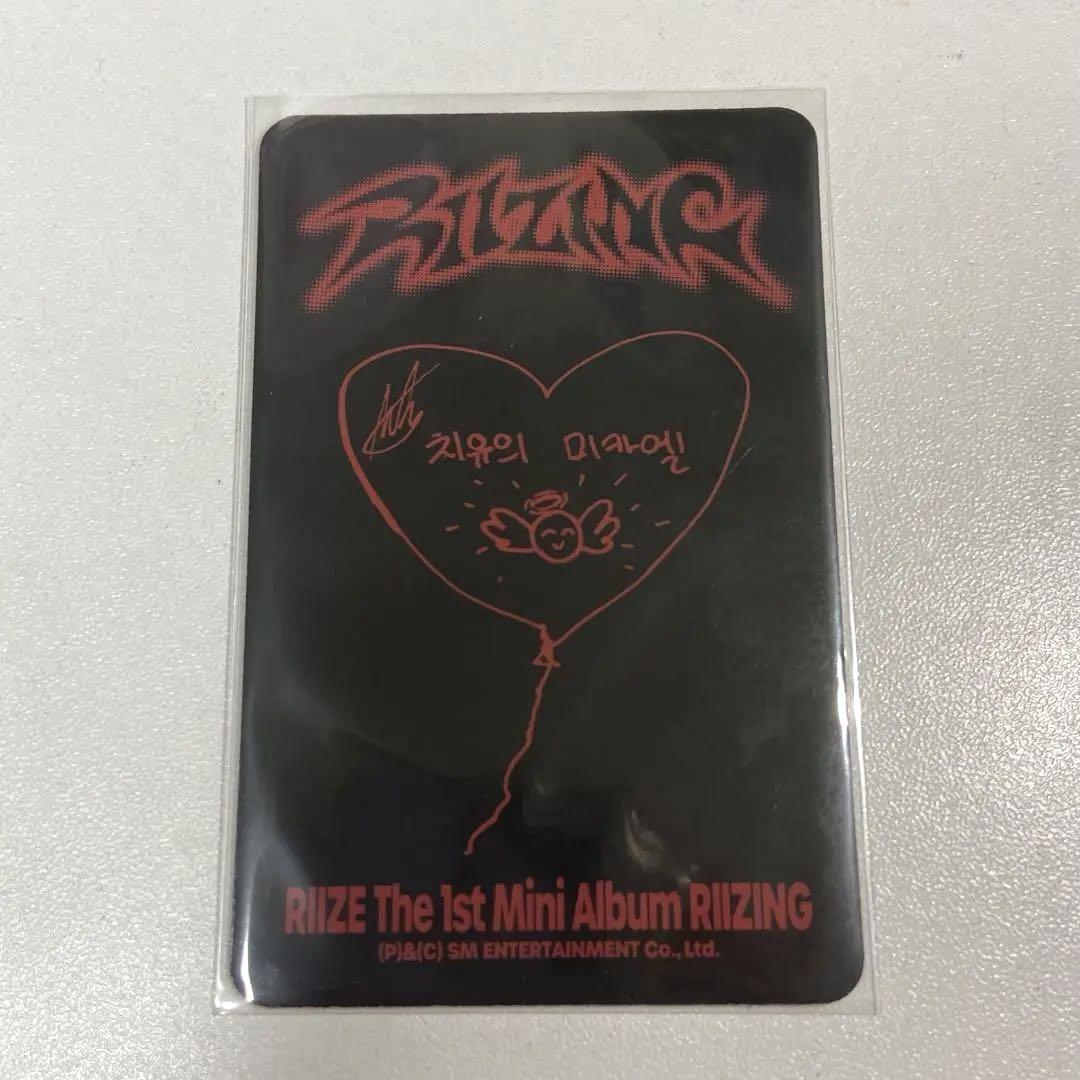 RIIZING
치유의 미카엘
RIIZE The 1st Mini Album RIIZING
(P)&(C) SM ENTERTAINMENT Co., Ltd.